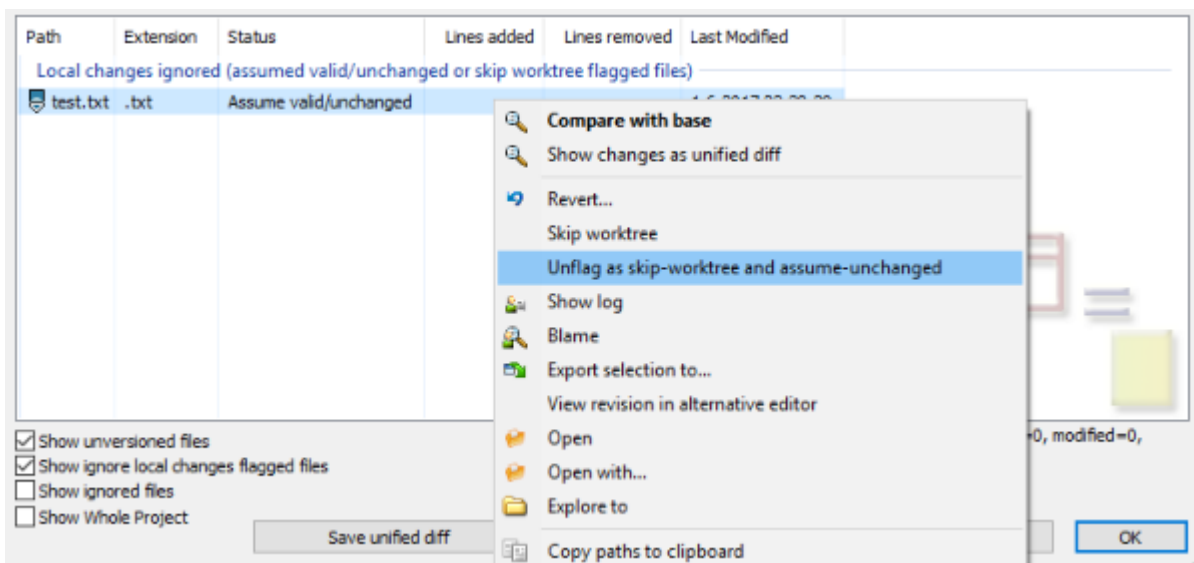 Path Extension Status Lines added Lines removed Last Modified
Local changes ignored (assumed valid/unchanged or skip worktree flagged files)
test.txt .txt Assume valid/unchanged
Compare with base
Show changes as unified diff
Revert...
Skip worktree
Unflag as skip-worktree and assume-unchanged
Show log
Blame
Export selection to...
View revision in alternative editor
Open
Open with...
Explore to
Copy paths to clipboard
=0, modified=0,
Show unversioned files
Show ignore local changes flagged files
Show ignored files
Show Whole Project
Save unified diff
OK